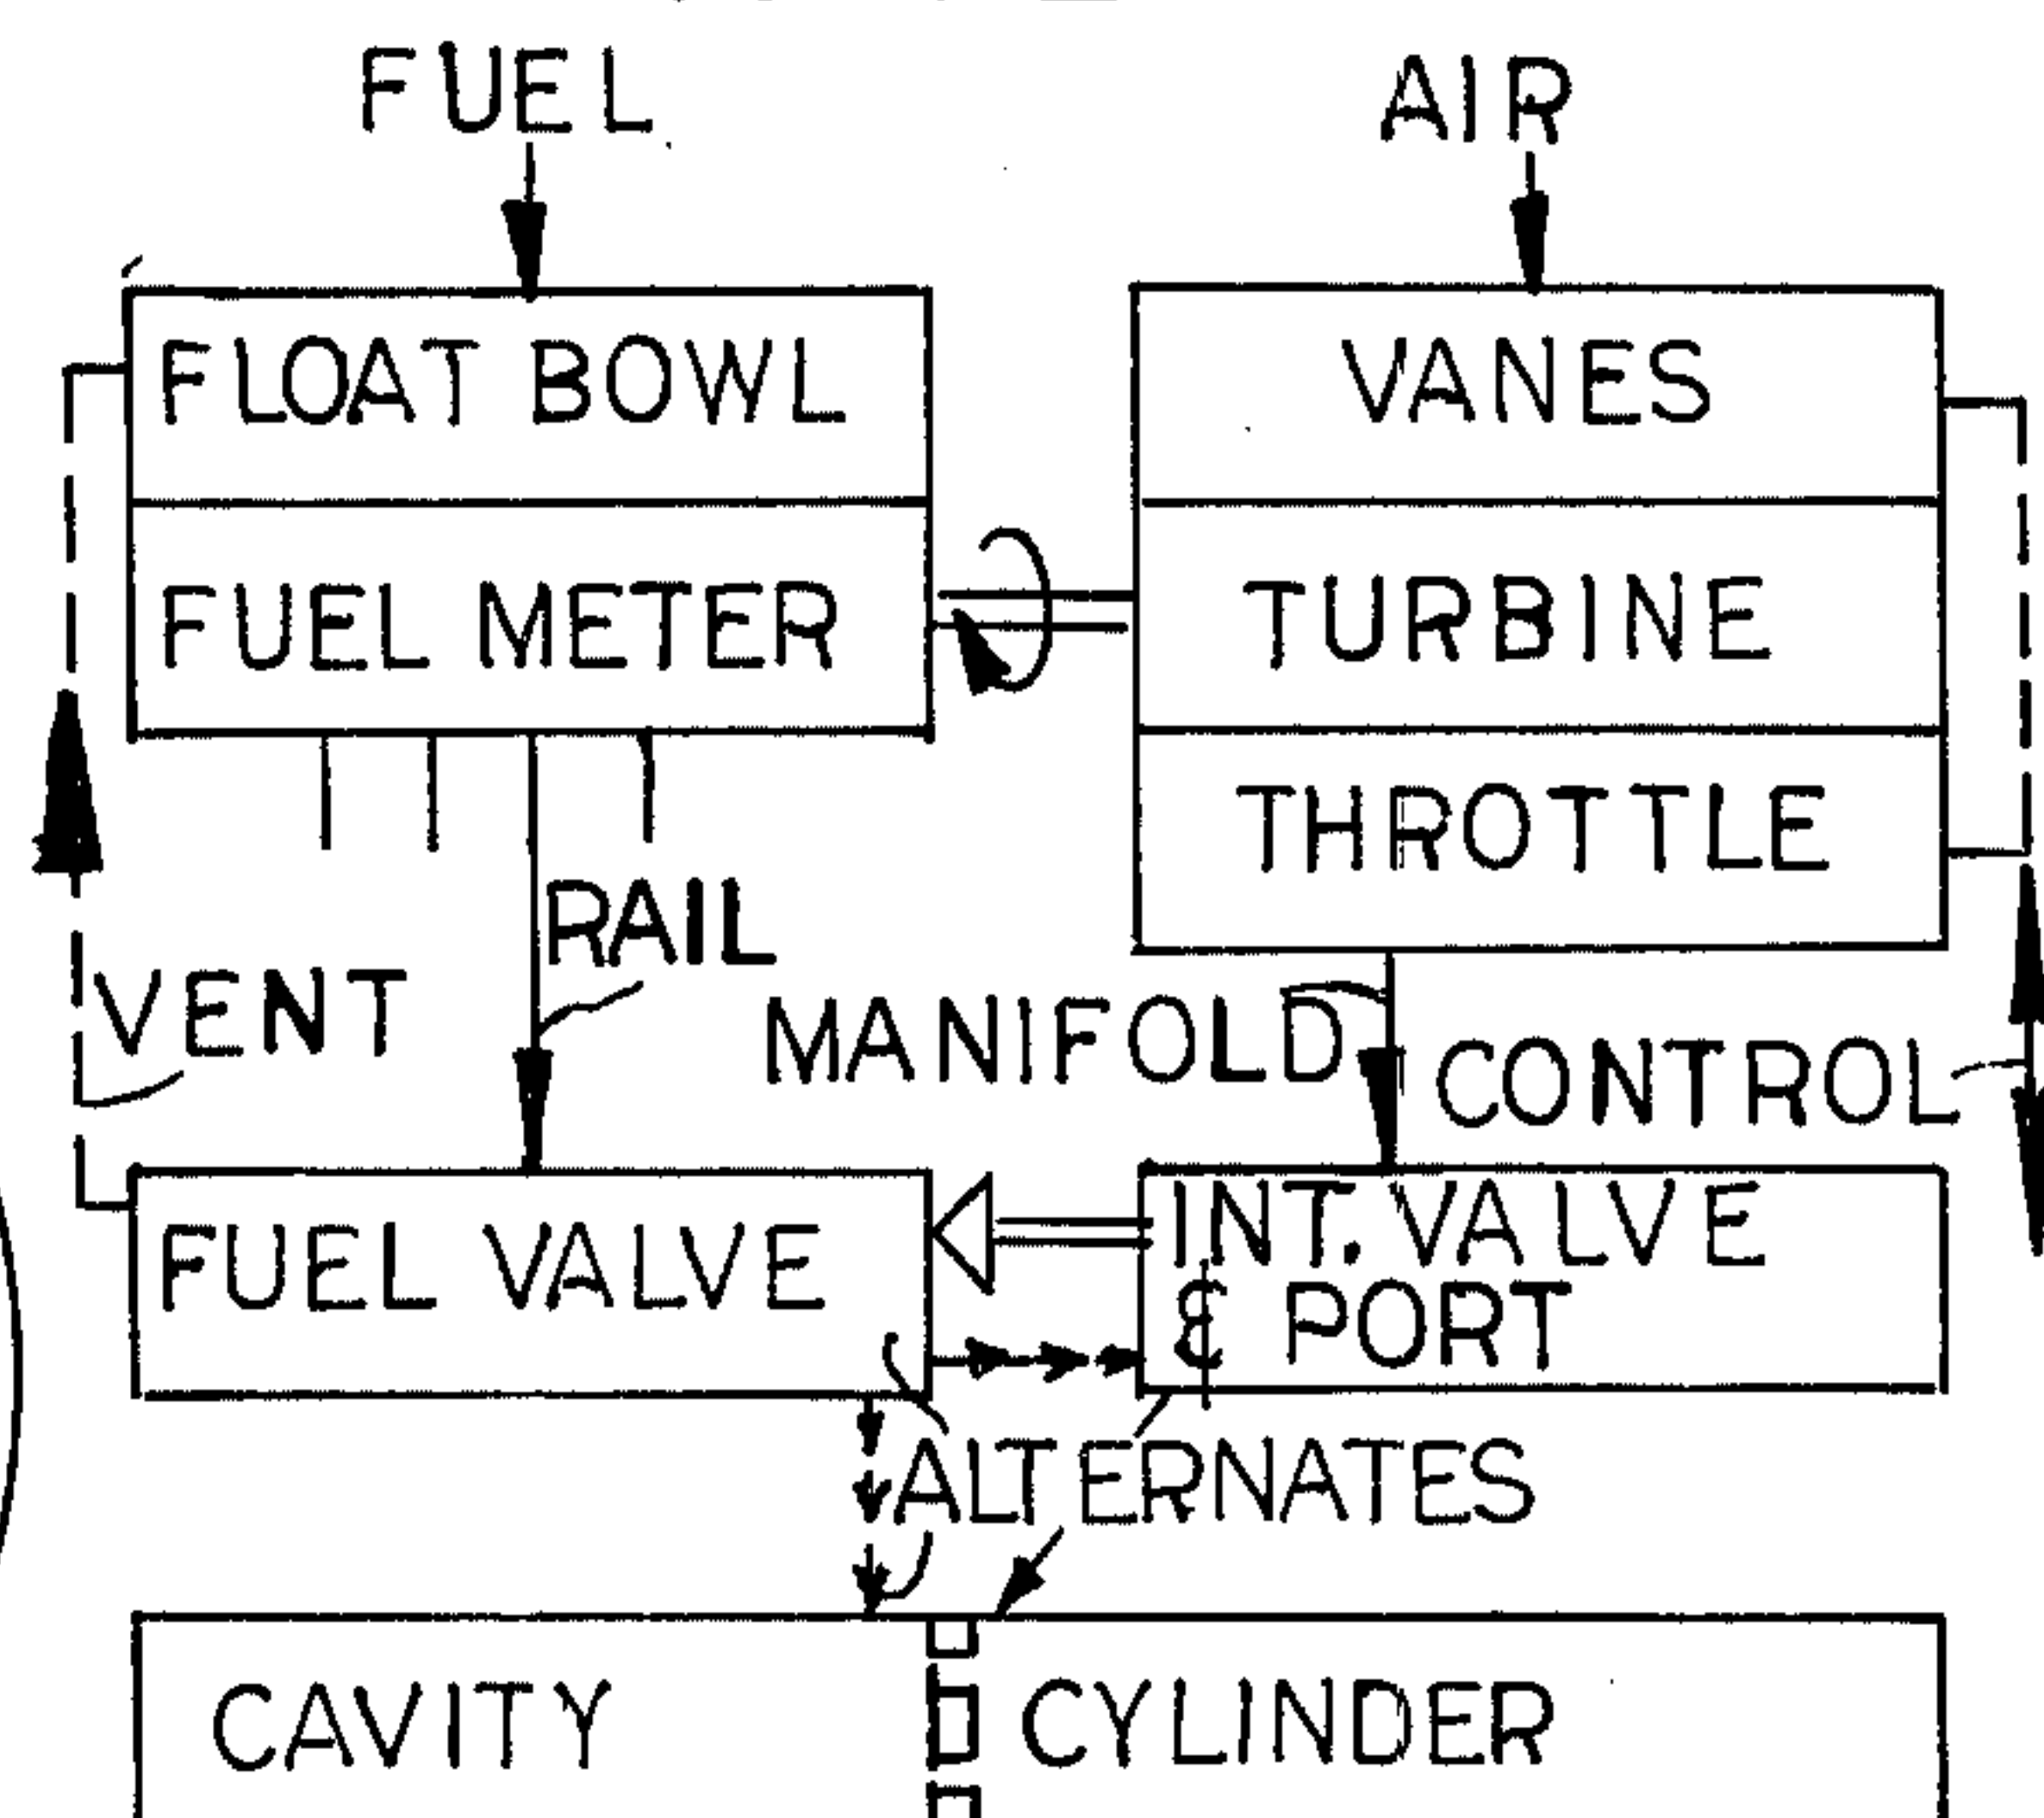 FUEL
AIR
FLOAT BOWL
VANES
FUEL METER
TURBINE
THROTTLE
RAIL
VENT
MANIFOLD
CONTROL
FUEL VALVE
INT. VALVE
& PORT
ALTERNATES
CAVITY
CYLINDER